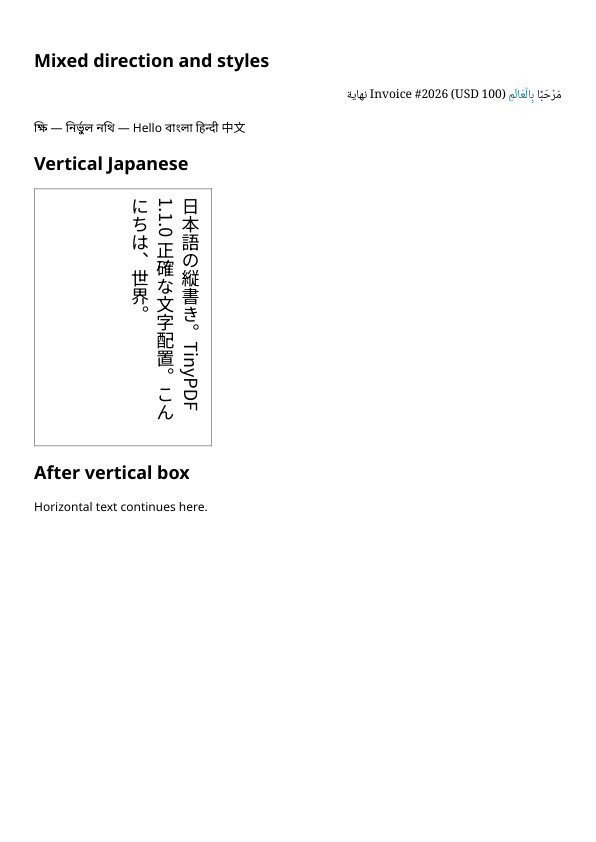 Mixed direction and styles
مَرْحَبًا بِالْعَالَمِ Invoice #2026 (USD 100) نهاية
ক্ষি — নির্ভুল নথি — Hello বাংলা हिन्दी 中文
Vertical Japanese
日本語の縦書き。TinyPDF
1.1.0 正確な文字配置。こん
にちは、世界。
After vertical box
Horizontal text continues here.